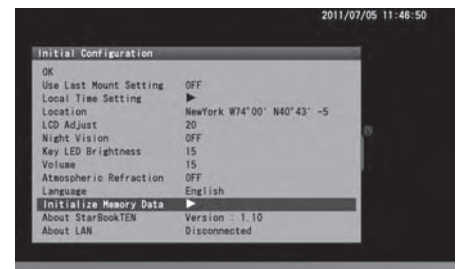 2011/07/05 11:46:50
Initial Configuration
OK
Use Last Mount Setting OFF
Local Time Setting ▶
Location NewYork W74°00' N40°43' -5
LCD Adjust 20
Night Vision OFF
Key LED Brightness 15
Volume 15
Atmospheric Refraction OFF
Language English
Initialize Memory Data ▶
About StarBookTEN Version : 1.10
About LAN Disconnected